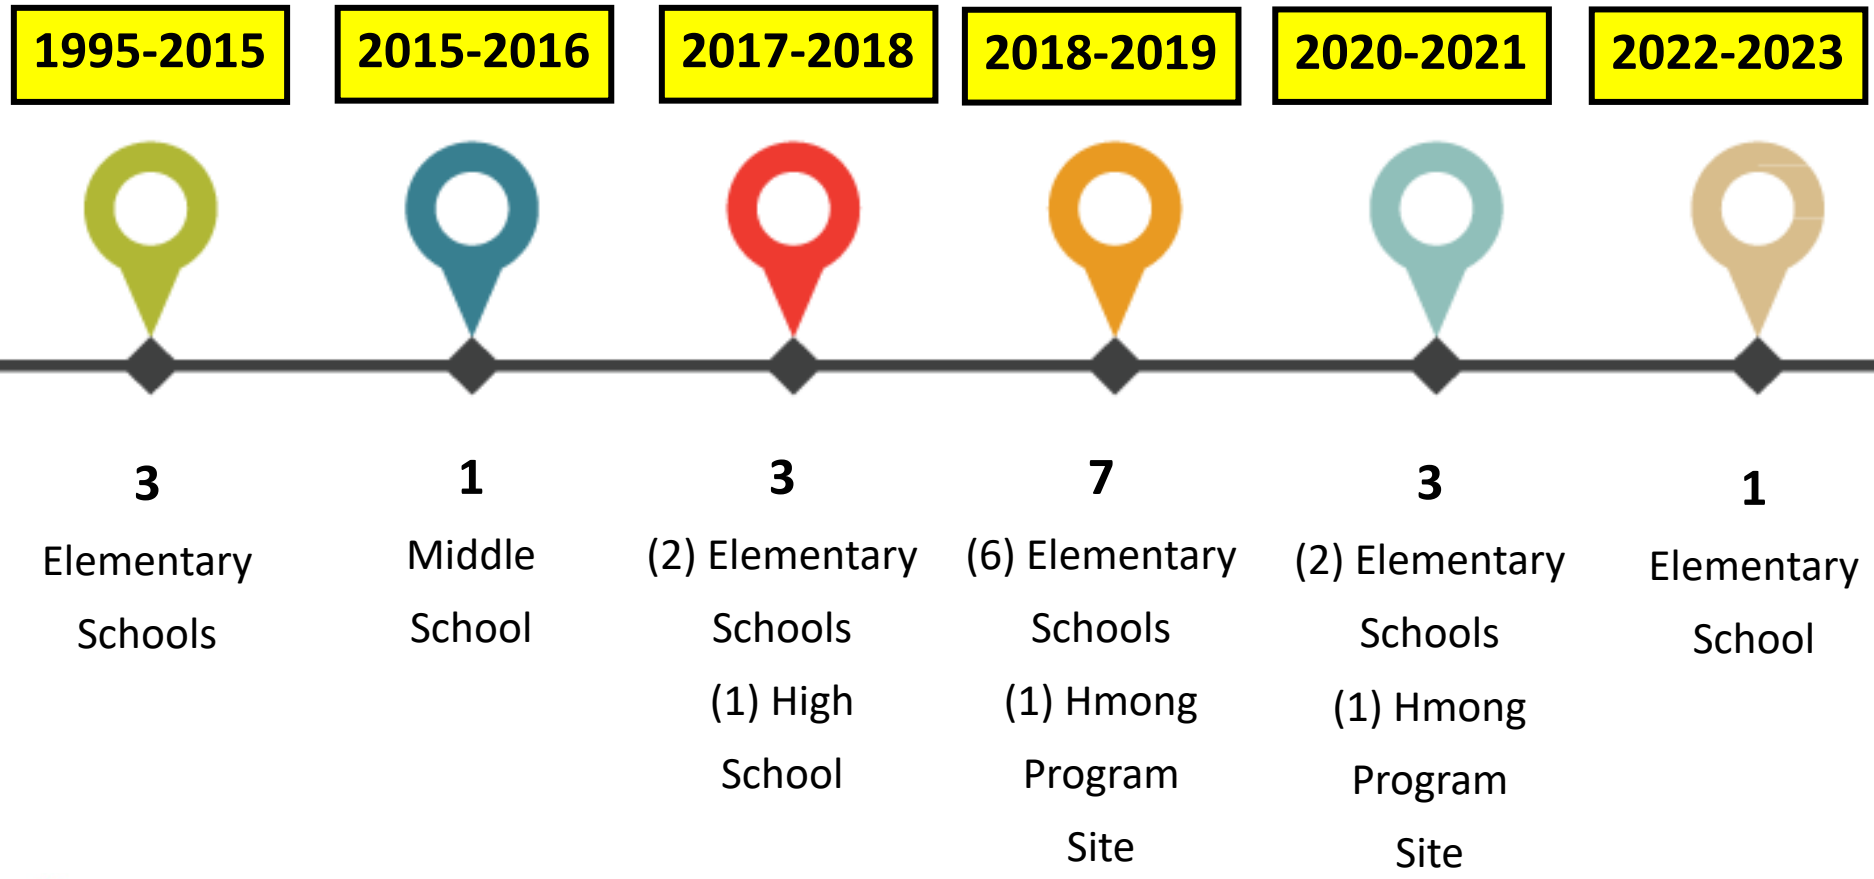 1995-2015
2015-2016
2017-2018
2018-2019
2020-2021
2022-2023
3
Elementary
Schools
1
Middle
School
3
(2) Elementary
Schools
(1) High
School
7
(6) Elementary
Schools
(1) Hmong
Program
Site
3
(2) Elementary
Schools
(1) Hmong
Program
Site
1
Elementary
School